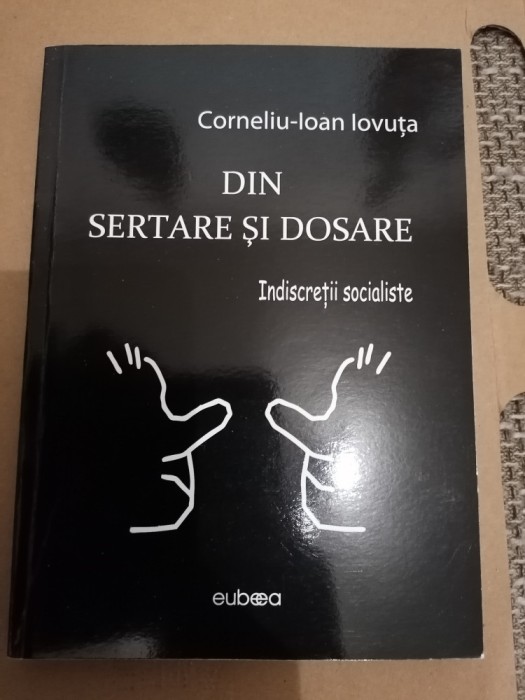 Corneliu-Ioan Iovuța
DIN
SERTARE ȘI DOSARE
Indiscreții socialiste
eubeea